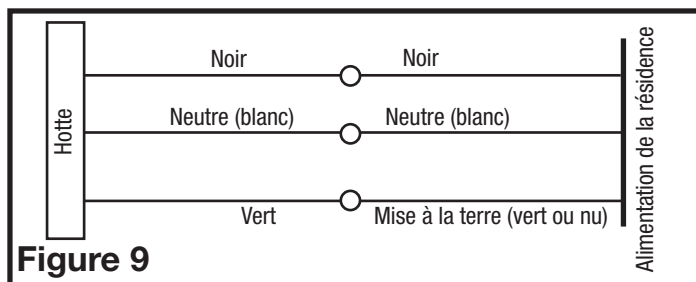 Noir
Noir
Neutre (blanc)
Neutre (blanc)
Vert
Mise à la terre (vert ou nu)
Hotte
Alimentation de la résidence
Figure 9